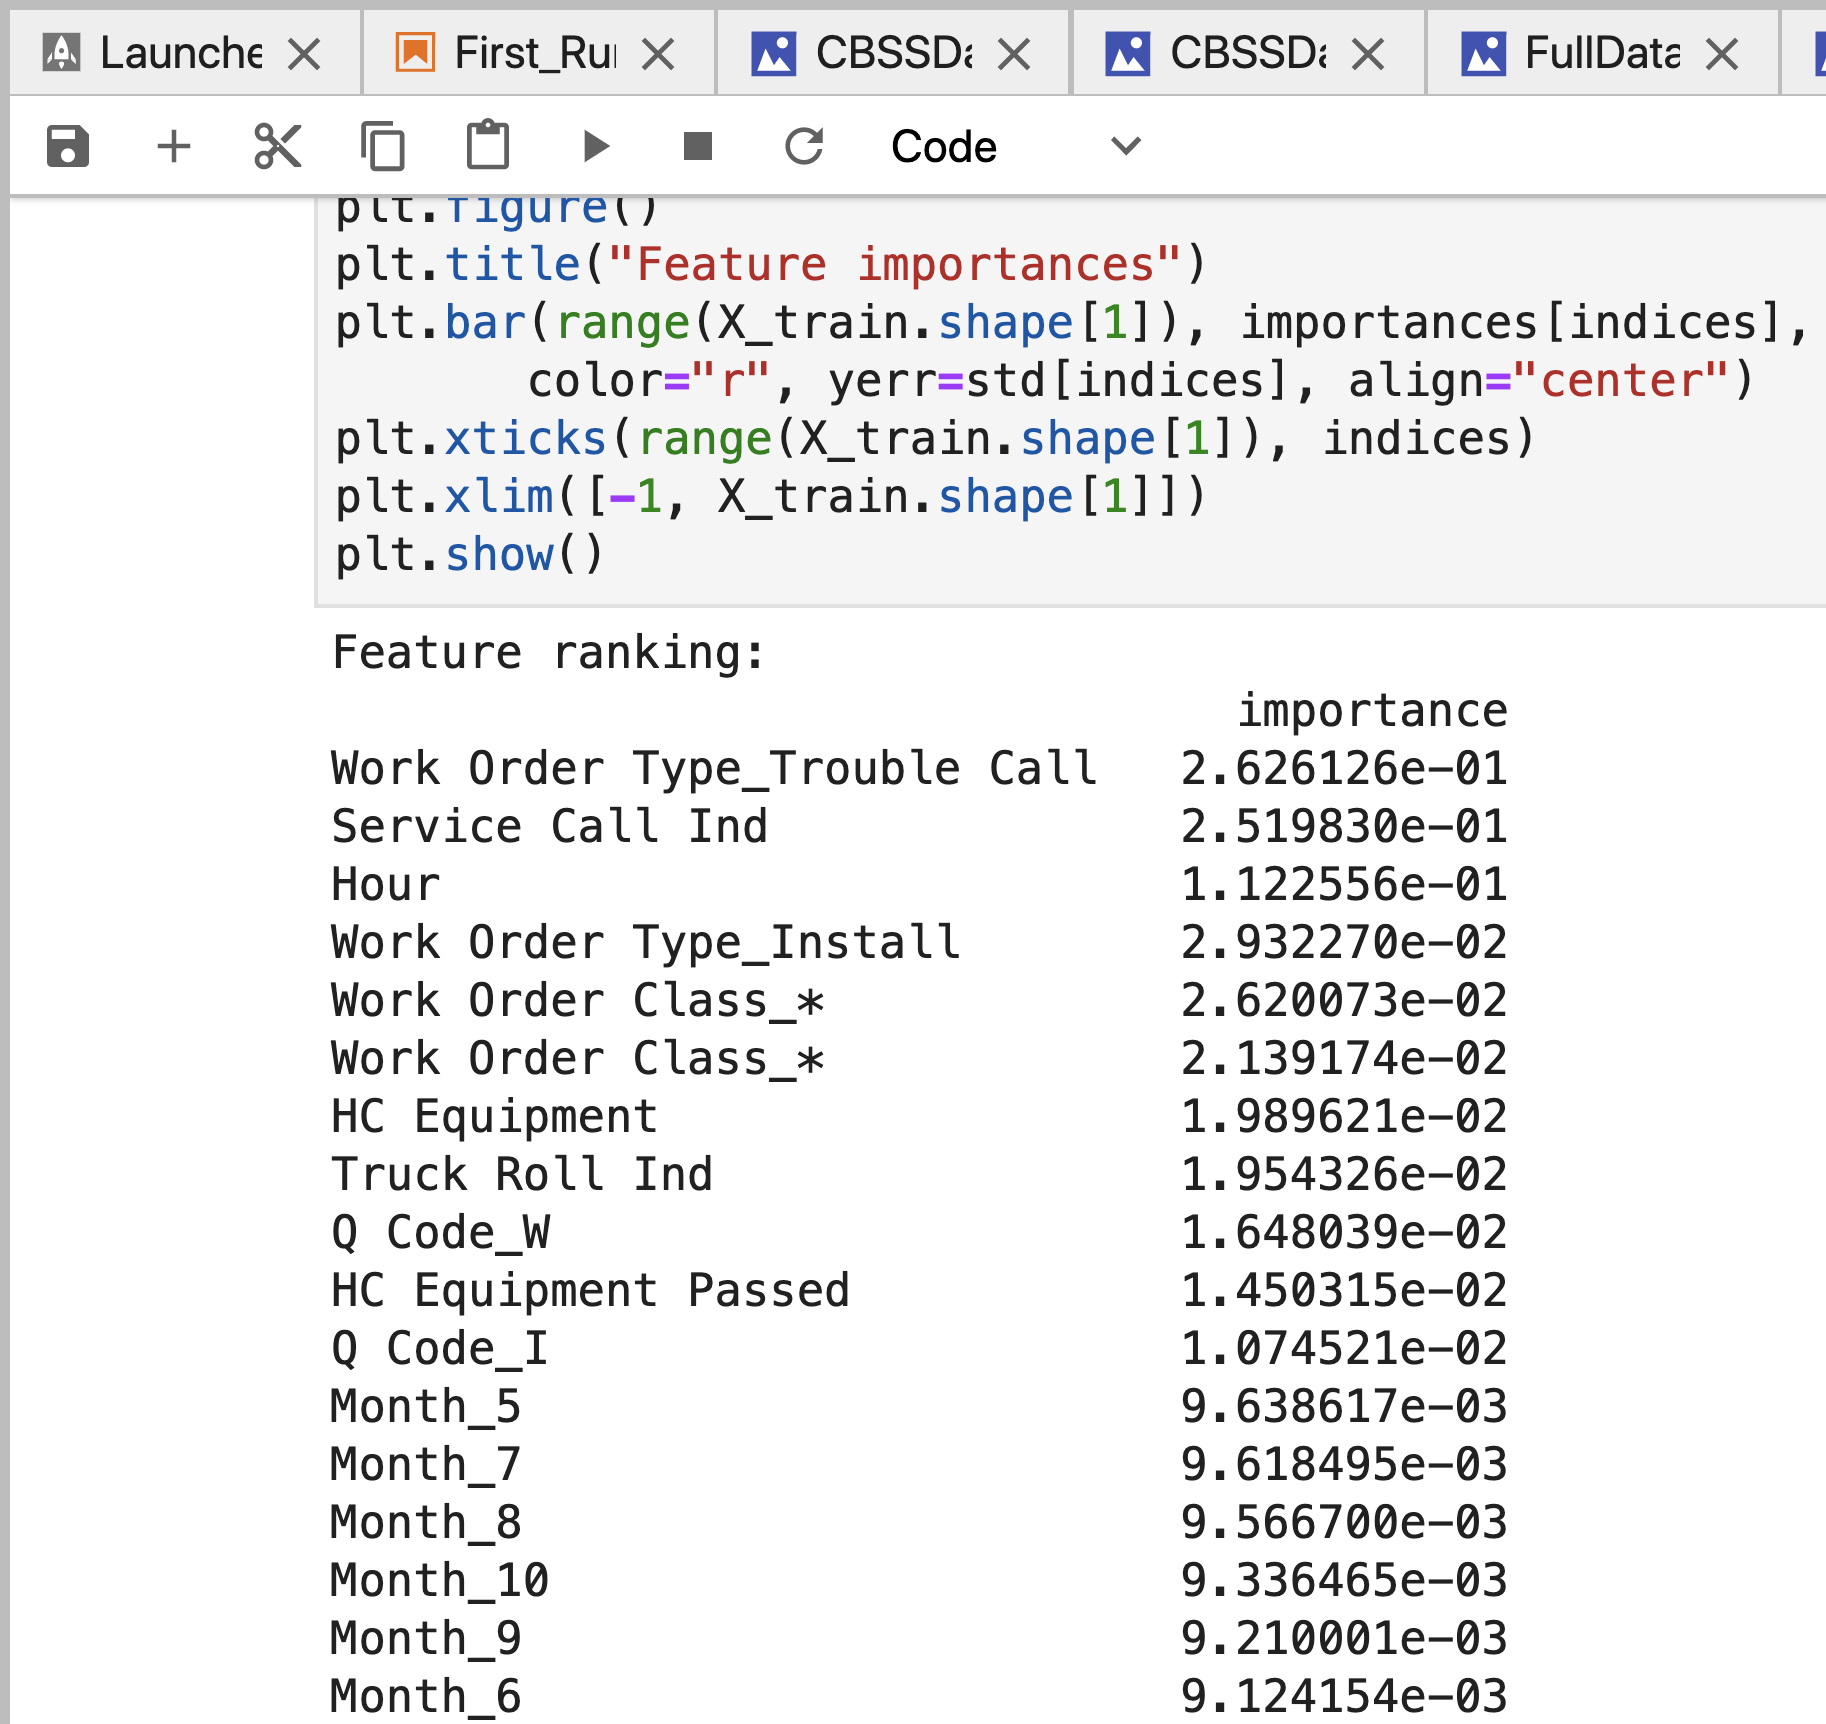 Launche First_Ru CBSSDa CBSSDa FullData
Code
plt.figure()
plt.title("Feature importances")
plt.bar(range(X_train.shape[1]), importances[indices],
color="r", yerr=std[indices], align="center")
plt.xticks(range(X_train.shape[1]), indices)
plt.xlim([-1, X_train.shape[1]])
plt.show()
Feature ranking:
importance
Work Order Type_Trouble Call 2.626126e-01
Service Call Ind 2.519830e-01
Hour 1.122556e-01
Work Order Type_Install 2.932270e-02
Work Order Class_* 2.620073e-02
Work Order Class_* 2.139174e-02
HC Equipment 1.989621e-02
Truck Roll Ind 1.954326e-02
Q Code_W 1.648039e-02
HC Equipment Passed 1.450315e-02
Q Code_I 1.074521e-02
Month_5 9.638617e-03
Month_7 9.618495e-03
Month_8 9.566700e-03
Month_10 9.336465e-03
Month_9 9.210001e-03
Month_6 9.124154e-03